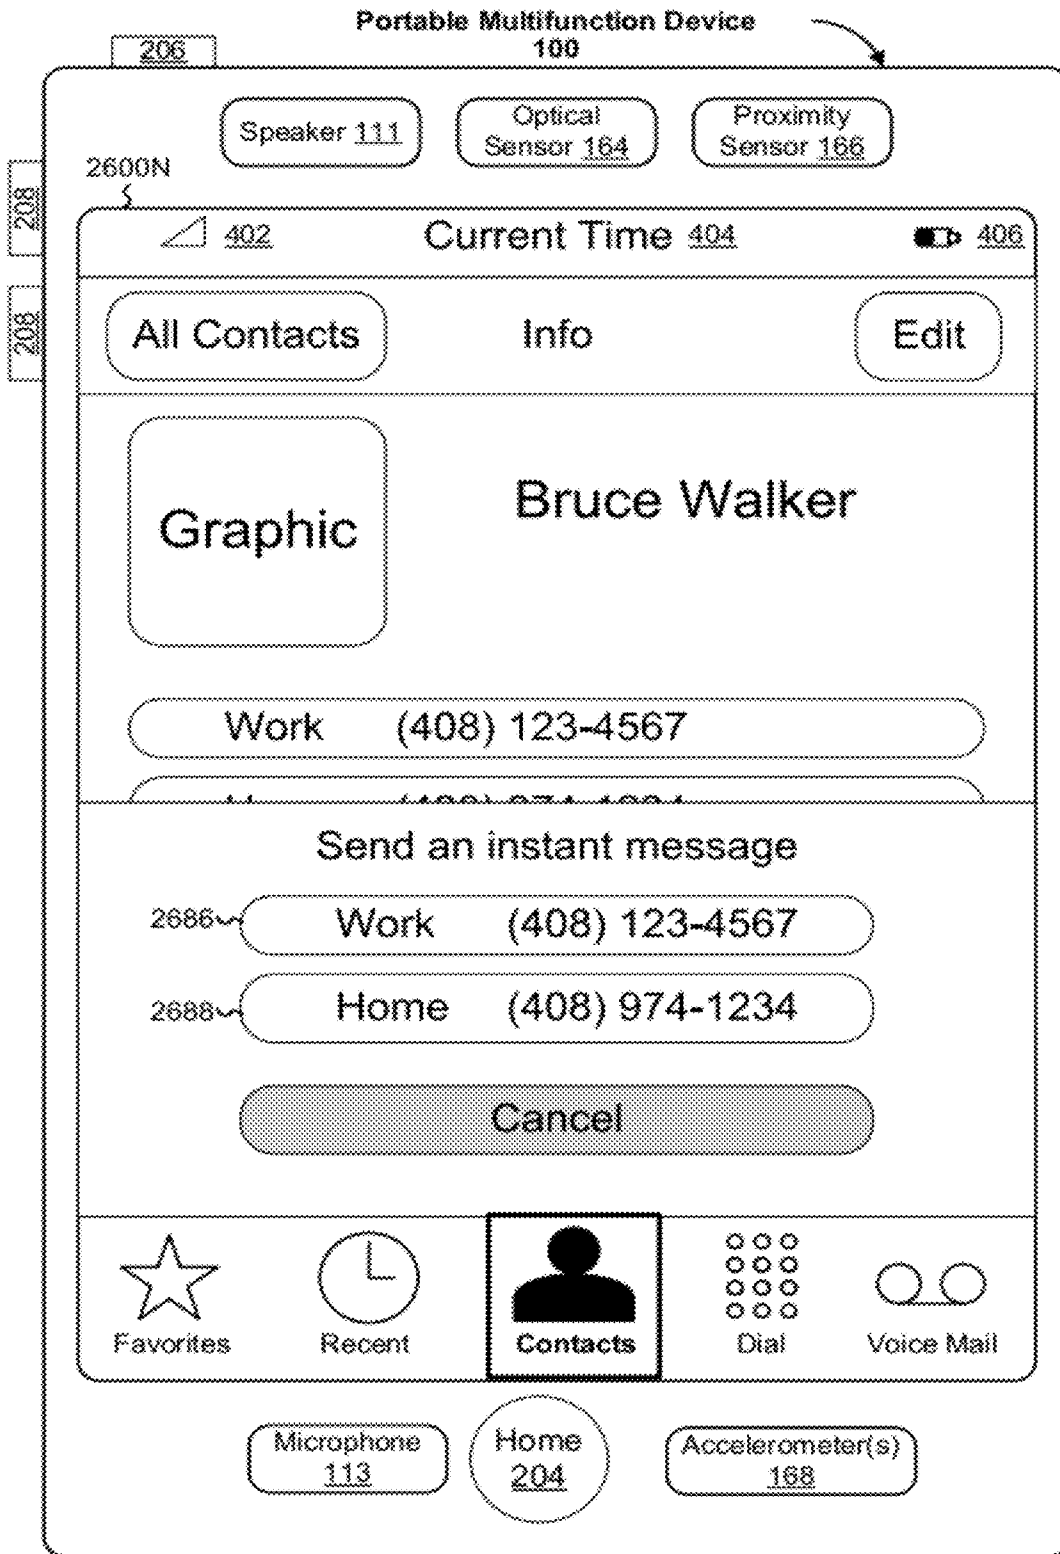 Portable Multifunction Device
100
206
Speaker 111
Optical
Sensor 164
Proximity
Sensor 166
2600N
208
208
402
Current Time 404
406
All Contacts
Info
Edit
Graphic
Bruce Walker
Work (408) 123-4567
Send an instant message
2686
Work (408) 123-4567
2688
Home (408) 974-1234
Cancel
Favorites
Recent
Contacts
Dial
Voice Mail
Microphone
113
Home
204
Accelerometer(s)
168